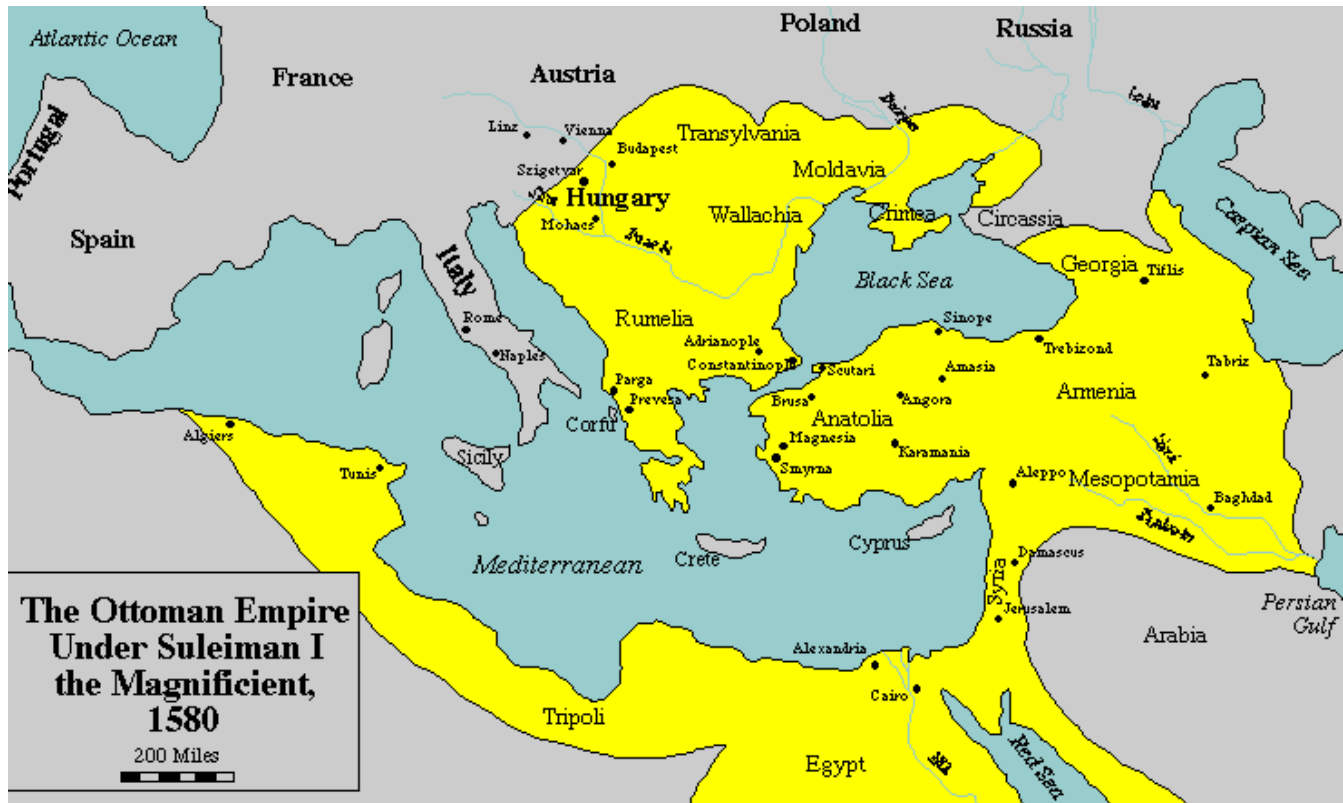 Atlantic Ocean
Poland
Russia
France
Austria
Portugal
Linz
Vienna
Transylvania
Budapest
Szigetvar
Moldavia
Hungary
Wallachia
Crimea
Circassia
Mohacs
Spain
Italy
Caspian Sea
Georgia
Tiflis
Black Sea
Rumelia
Sinope
Rome
Adrianople
Trebizond
Naples
Constantinople
Scutari
Amasia
Tabriz
Parga
Brusa
Angora
Armenia
Prevesa
Anatolia
Corfu
Algiers
Magnesia
Karamania
Sicily
Smyrna
Tunis
Aleppo
Mesopotamia
Baghdad
Cyprus
Crete
Mediterranean
Damascus
Syria
Jerusalem
Persian
Gulf
Arabia
The Ottoman Empire
Under Suleiman I
the Magnificient,
1580
200 Miles
Alexandria
Cairo
Tripoli
Egypt
Red Sea